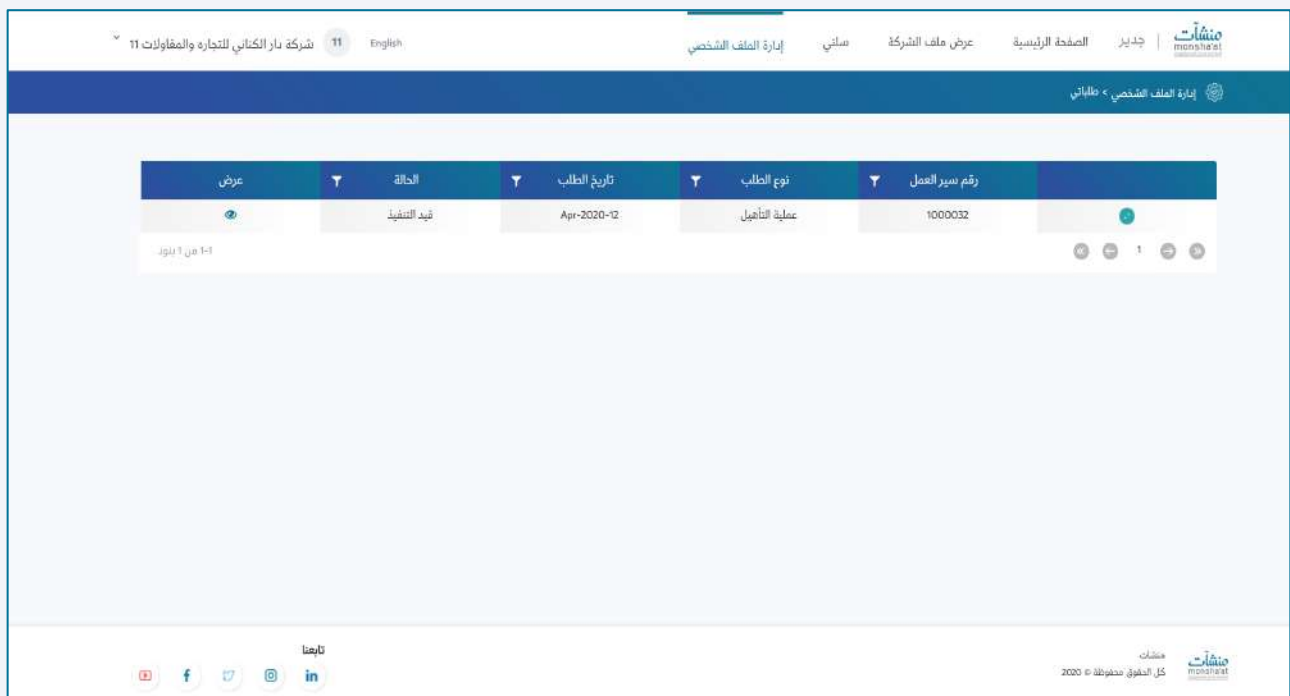 منشآت
monsha'at
جدير
الصفحة الرئيسية
عرض ملف الشركة
سلتي
إدارة الملف الشخصي
English
11
شركة دار الكناني للتجاره والمقاولات 11
إدارة الملف الشخصي > طلباتي
رقم سير العمل
نوع الطلب
تاريخ الطلب
الحالة
عرض
1000032
عملية التأهيل
Apr-2020-12
قيد التنفيذ
1
1-1 من 1 بنود
منشآت
monsha'at
منشآت
كل الحقوق محفوظة © 2020
تابعنا